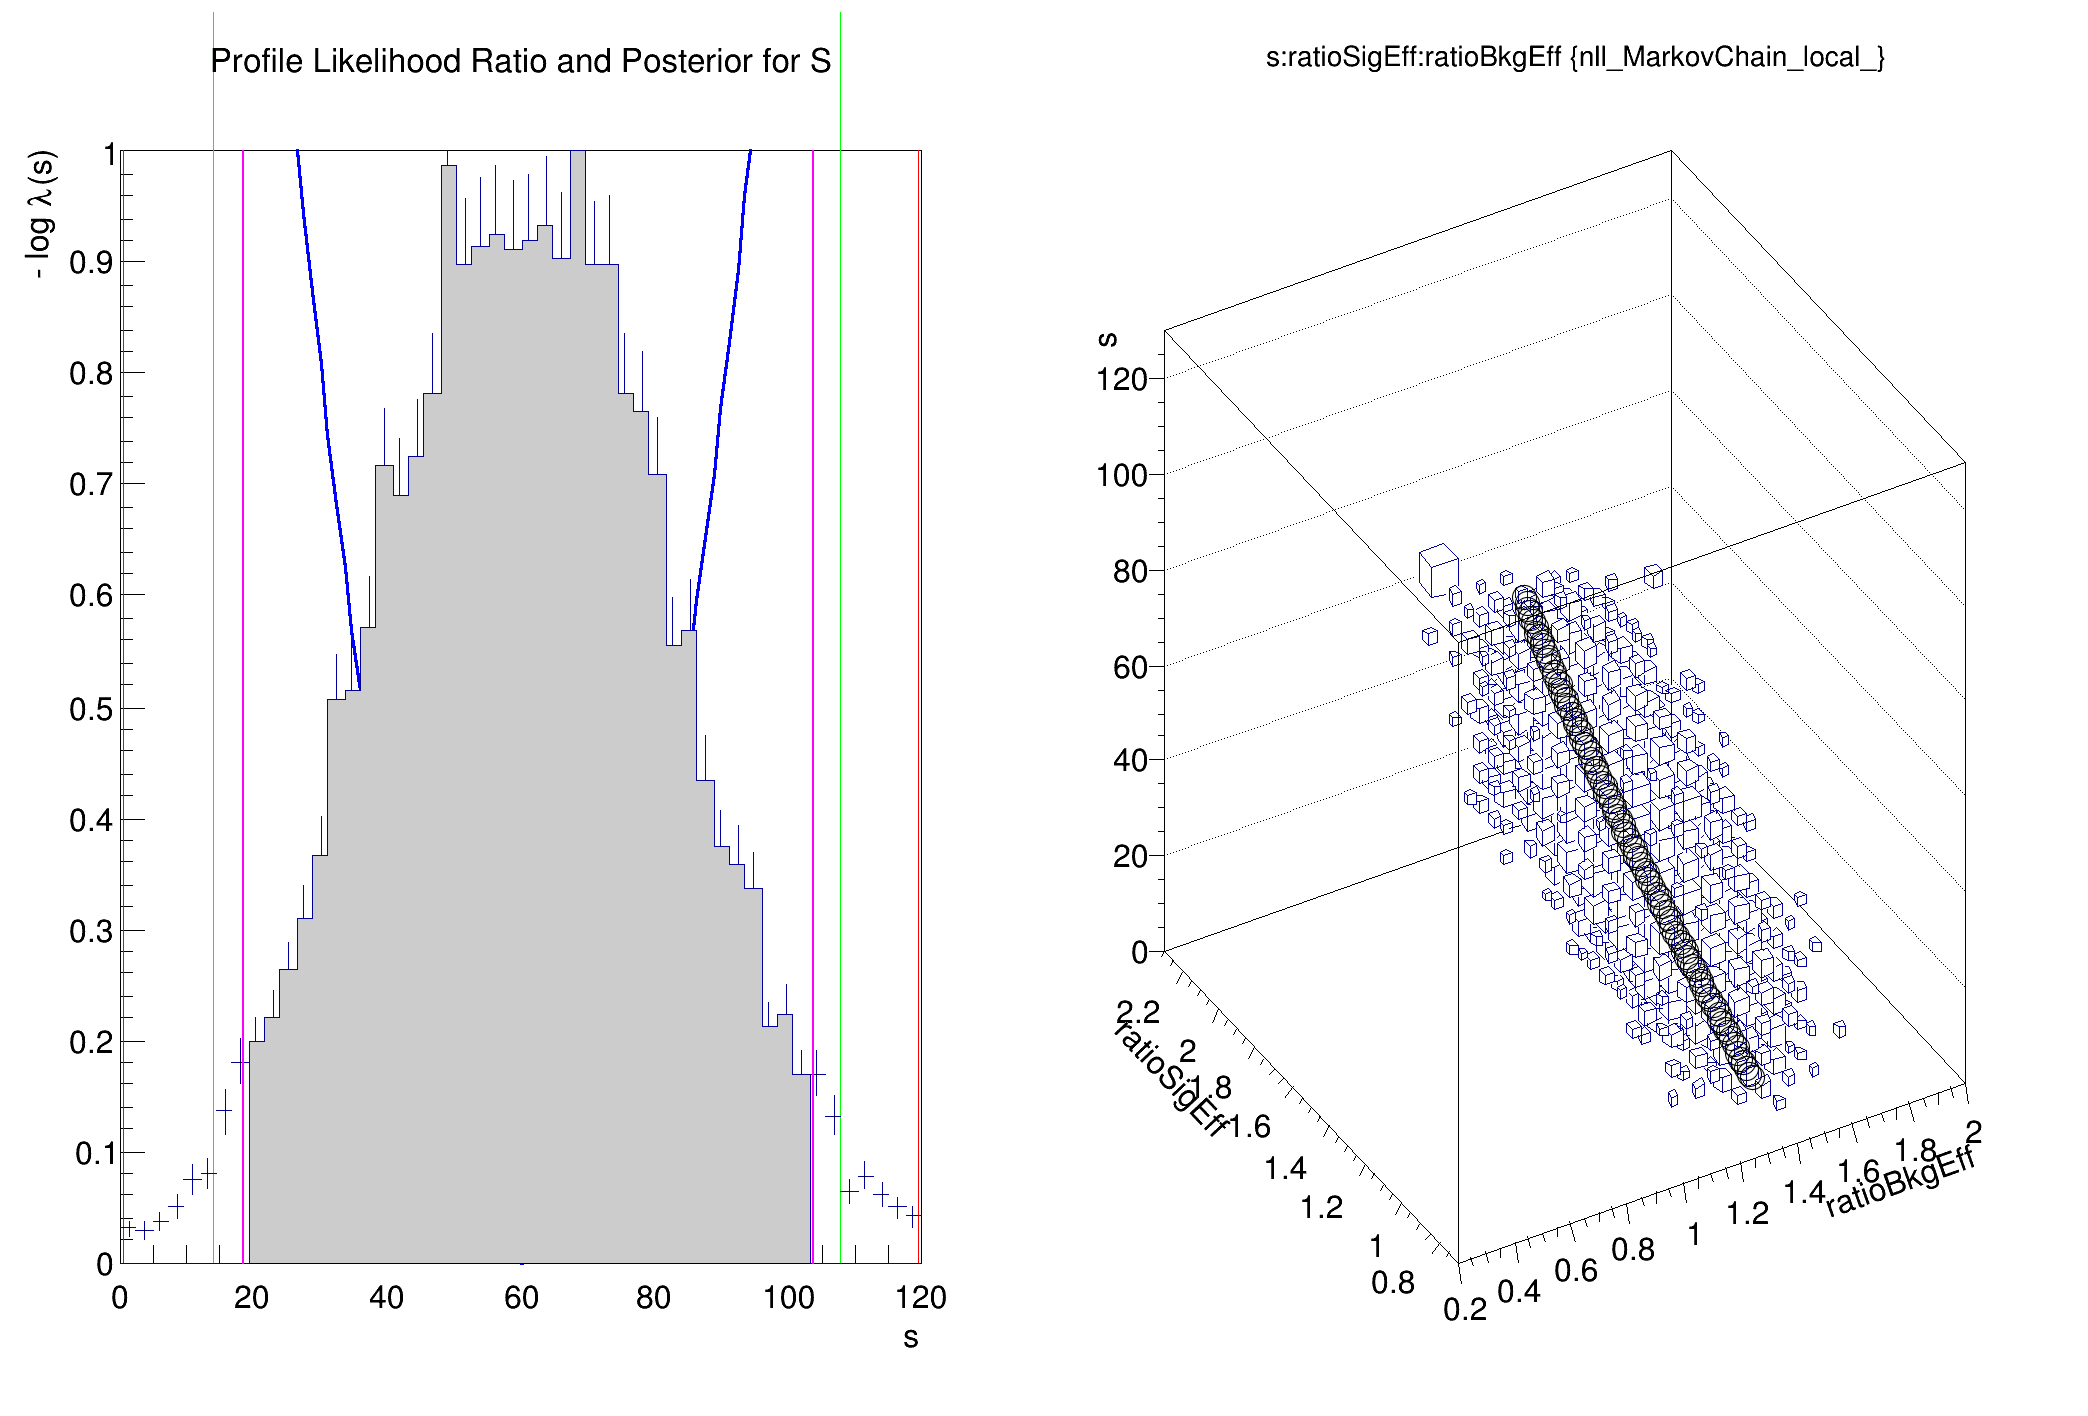 Profile Likelihood Ratio and Posterior for S
- log λ(s)
1
0.9
0.8
0.7
0.6
0.5
0.4
0.3
0.2
0.1
0
0 20 40 60 80 100 120
s
s:ratioSigEff:ratioBkgEff {nll_MarkovChain_local_}
s
120
100
80
60
40
20
0
2.2
2
1.8
1.6
1.4
1.2
1
0.8
ratioSigEff
0.2 0.4 0.6 0.8 1 1.2 1.4 1.6 1.8 2
ratioBkgEff